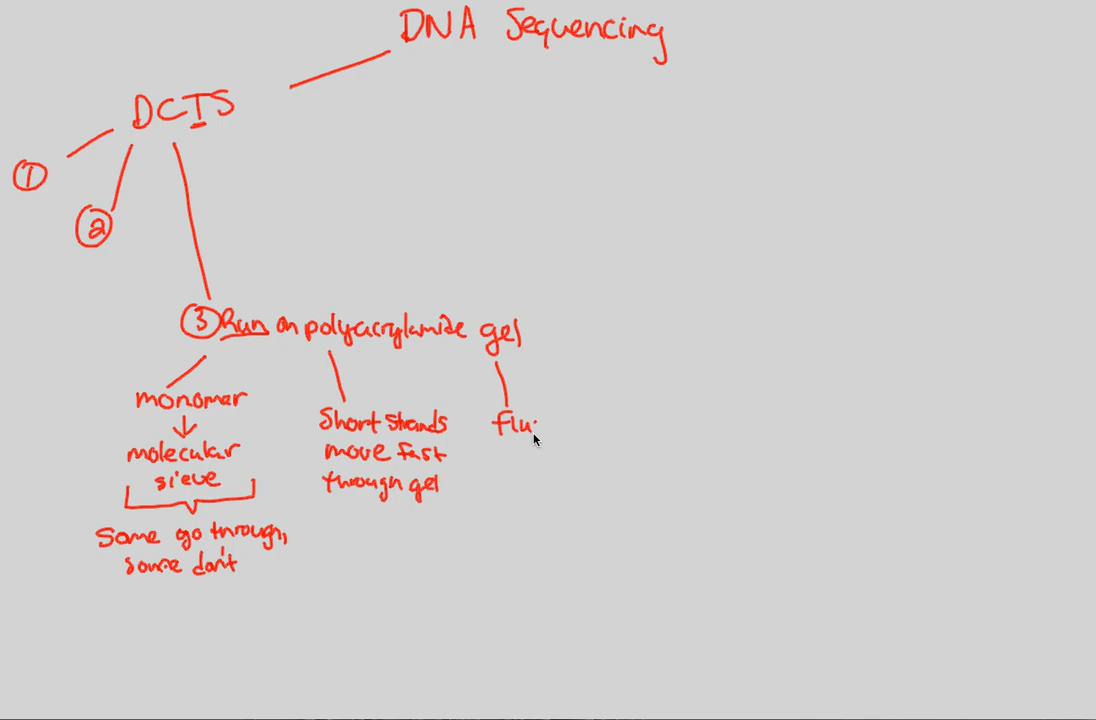 DNA Sequencing
DCTS
①
②
③ Run on polyacrylamide gel
monomer
↓
molecular
sieve
Some go through,
some don't
Short strands
move fast
through gel
flu